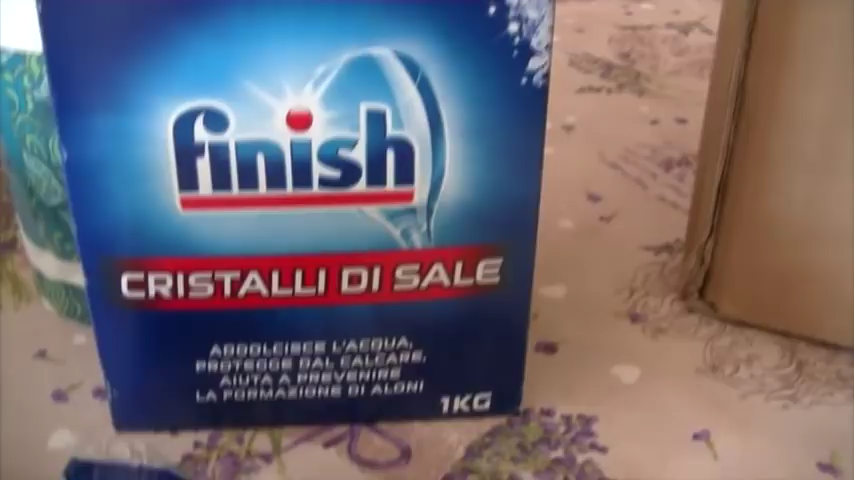 finish
CRISTALLI DI SALE
ADDOLCISCE L'ACQUA,
PROTEGGE DAL CALCARE,
AIUTA A PREVENIRE
LA FORMAZIONE DI ALONI
1KG